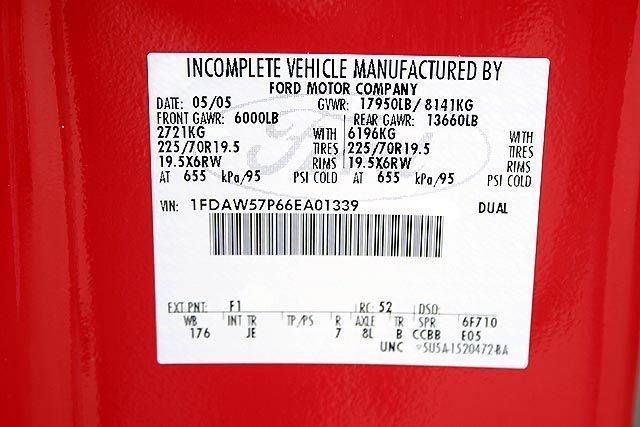 INCOMPLETE VEHICLE MANUFACTURED BY
FORD MOTOR COMPANY
DATE: 05/05 GVWR: 17950LB/ 8141KG
FRONT GAWR: 6000LB REAR GAWR: 13660LB
2721KG WITH 6196KG WITH
225/70R19.5 TIRES 225/70R19.5 TIRES
19.5X6RW RIMS 19.5X6RW RIMS
AT 655 kPa/95 PSI COLD AT 655 kPa/95 PSI COLD
Ford
VIN: 1FDAW57P66EA01339 DUAL
EXT PNT: F1 RC: 52 DSO:
WB INT TR TP/PS R AXLE TR SPR 6F710
176 JE 7 8L B CCBB E05
UNC 5U5A-1520472-BA